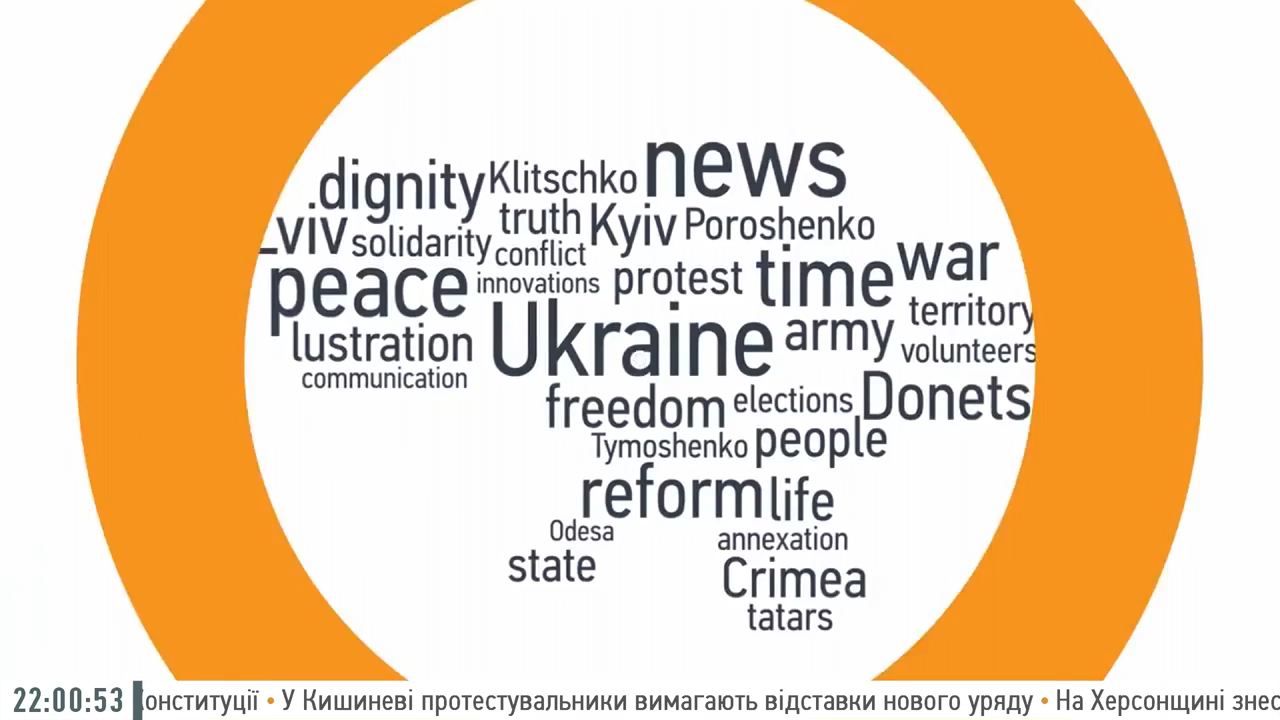 dignity Klitschko news
Lviv solidarity truth Kyiv Poroshenko
conflict
peace innovations protest time war
territory
lustration Ukraine army volunteers
communication
freedom elections Donets
Tymoshenko people
reform life
Odesa annexation
state Crimea
tatars
22:00:53 онституції • У Кишиневі протестувальники вимагають відставки нового уряду • На Херсонщині знес